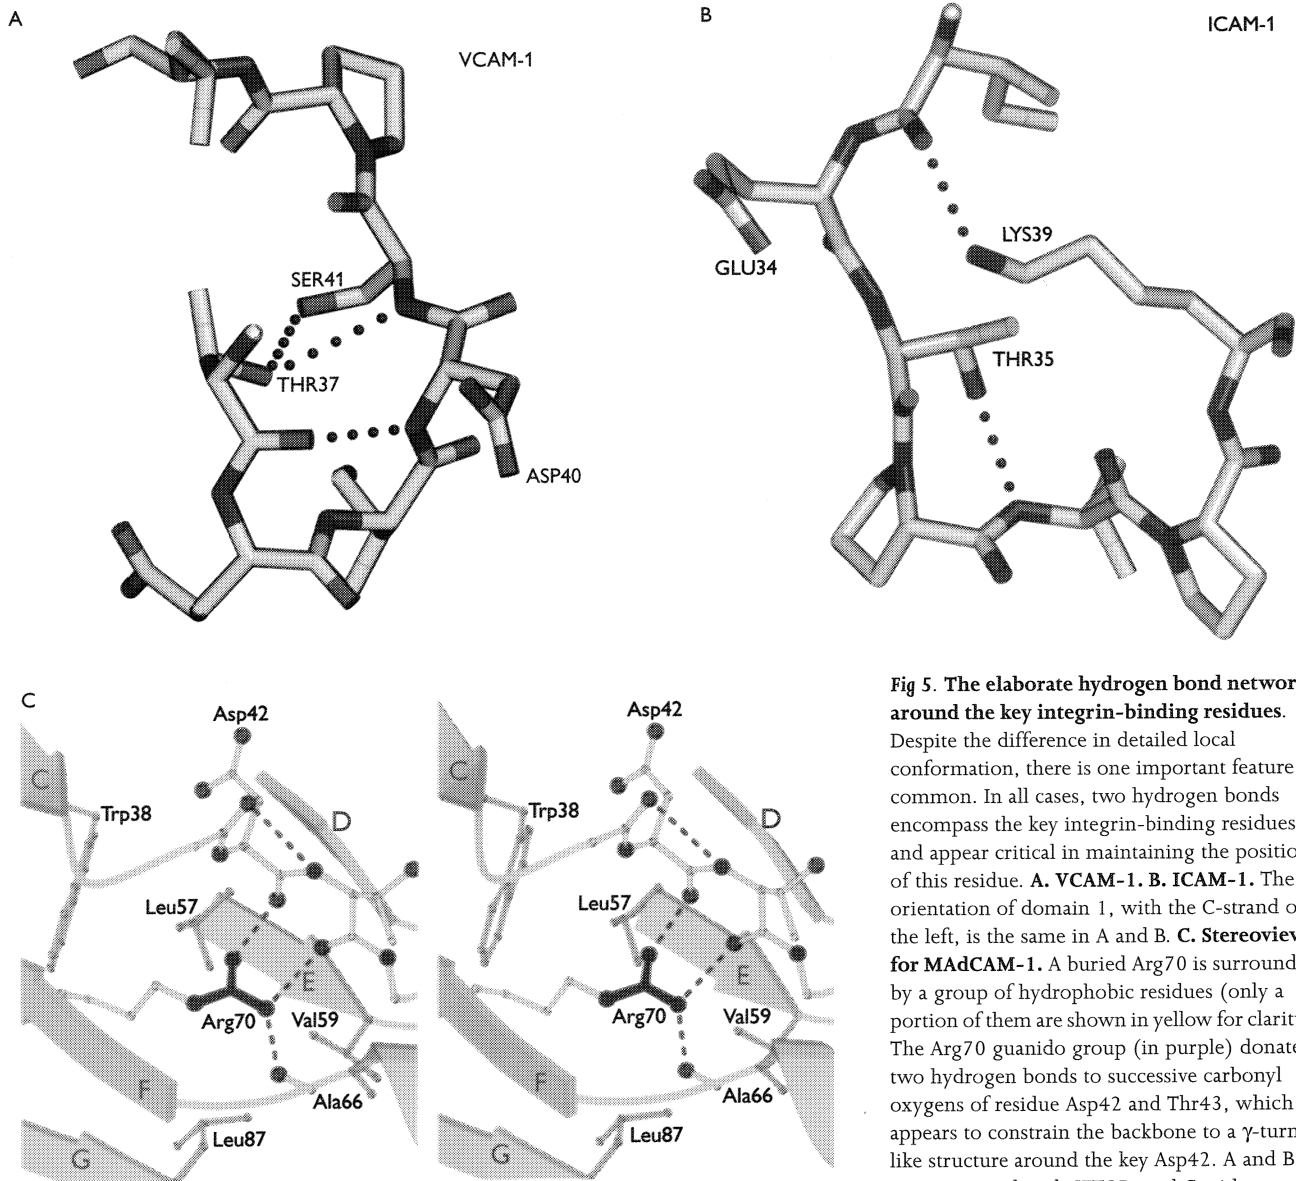 A
VCAM-1
SER41
THR37
ASP40
B
ICAM-1
GLU34
LYS39
THR35
C
Asp42
C
Trp38
D
Leu57
E
Arg70
Val59
F
Ala66
Leu87
G
Asp42
C
Trp38
D
Leu57
E
Arg70
Val59
F
Ala66
Leu87
G
Fig 5. The elaborate hydrogen bond networ
around the key integrin-binding residues.
Despite the difference in detailed local
conformation, there is one important feature
common. In all cases, two hydrogen bonds
encompass the key integrin-binding residues
and appear critical in maintaining the positio
of this residue. A. VCAM-1. B. ICAM-1. The
orientation of domain 1, with the C-strand o
the left, is the same in A and B. C. Stereoview
for MAdCAM-1. A buried Arg70 is surround
by a group of hydrophobic residues (only a
portion of them are shown in yellow for clarit
The Arg70 guanido group (in purple) donate
two hydrogen bonds to successive carbonyl
oxygens of residue Asp42 and Thr43, which
appears to constrain the backbone to a γ-turn
like structure around the key Asp42. A and B